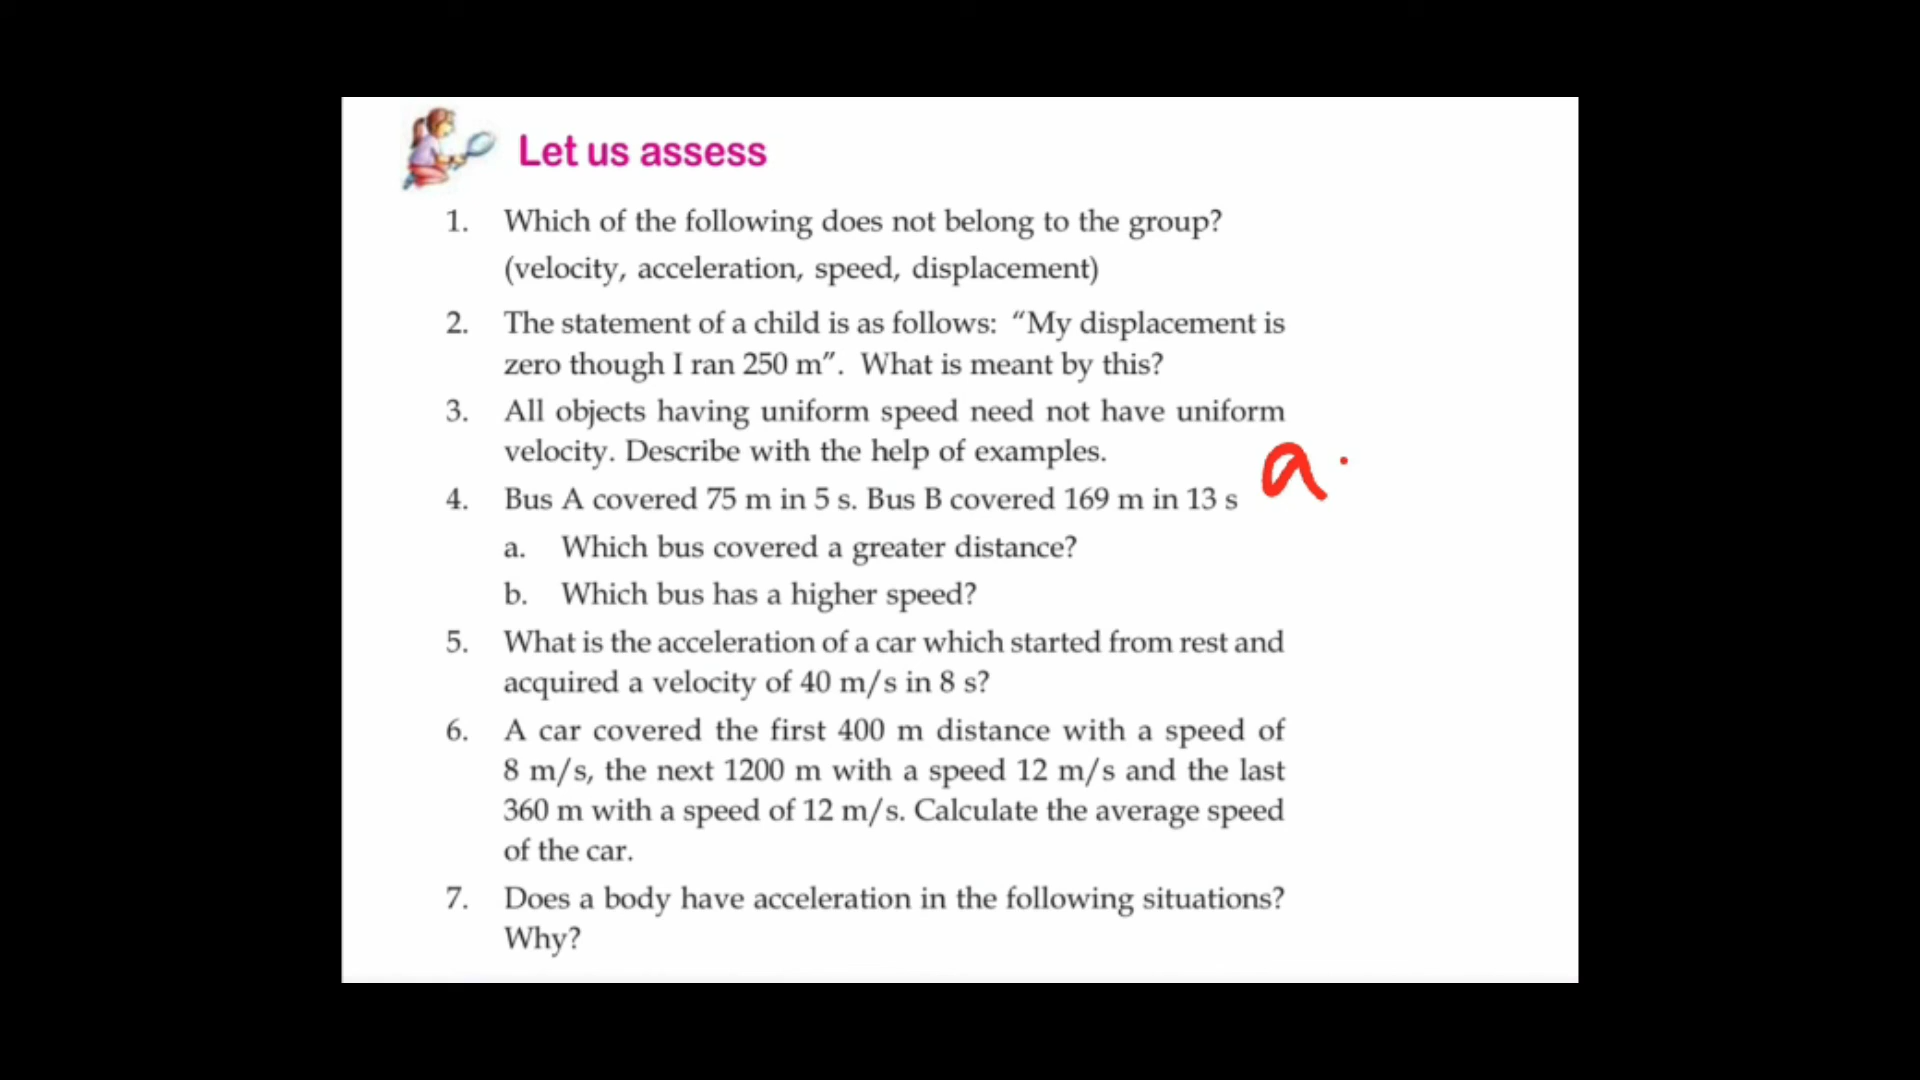 Let us assess
1. Which of the following does not belong to the group?
(velocity, acceleration, speed, displacement)
2. The statement of a child is as follows: “My displacement is
zero though I ran 250 m”. What is meant by this?
3. All objects having uniform speed need not have uniform
velocity. Describe with the help of examples.
a.
4. Bus A covered 75 m in 5 s. Bus B covered 169 m in 13 s
a. Which bus covered a greater distance?
b. Which bus has a higher speed?
5. What is the acceleration of a car which started from rest and
acquired a velocity of 40 m/s in 8 s?
6. A car covered the first 400 m distance with a speed of
8 m/s, the next 1200 m with a speed 12 m/s and the last
360 m with a speed of 12 m/s. Calculate the average speed
of the car.
7. Does a body have acceleration in the following situations?
Why?